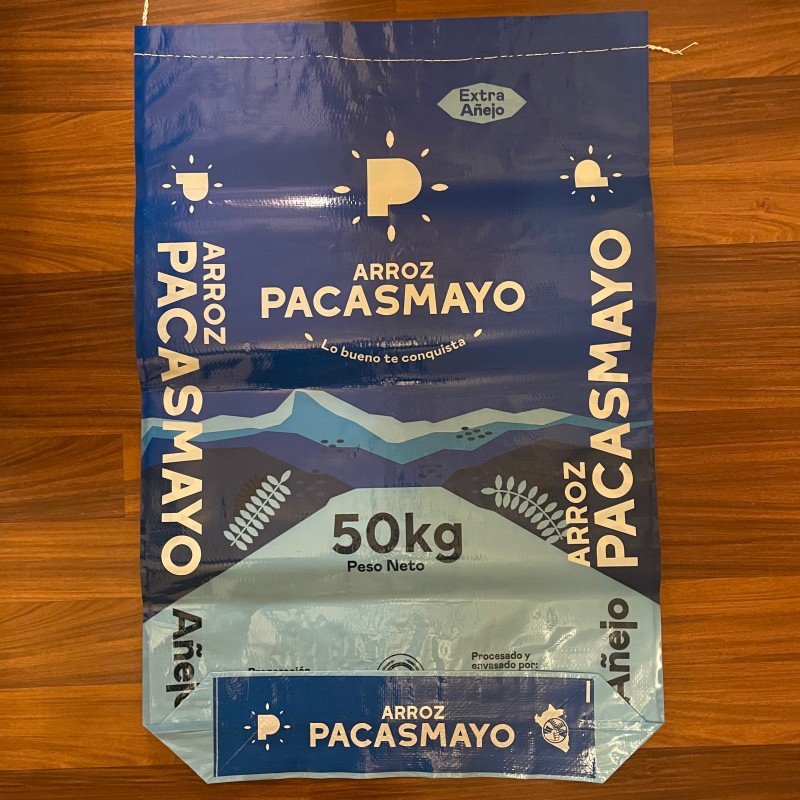 Extra
Añejo
P
P
P
ARROZ
PACASMAYO
Lo bueno te conquista
ARROZ
PACASMAYO
Añejo
ARROZ
PACASMAYO
Añejo
50kg
Peso Neto
Procesado y
envasado por:
P
ARROZ
PACASMAYO